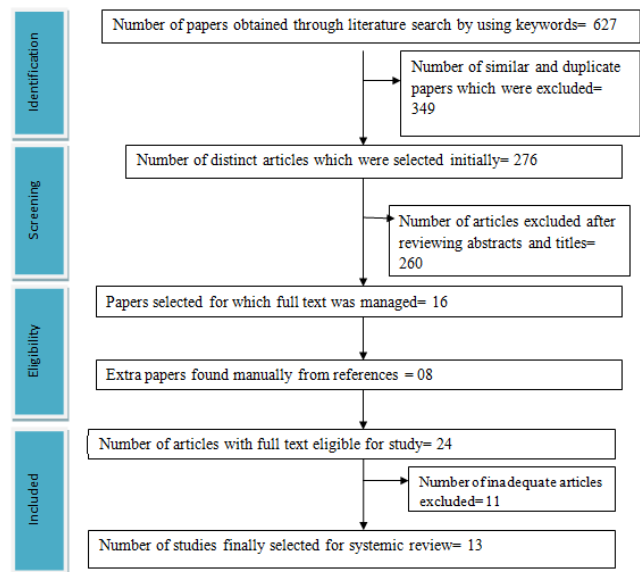 Number of papers obtained through literature search by using keywords= 627
Identification
Number of similar and duplicate
papers which were excluded=
349
Number of distinct articles which were selected initially= 276
Screening
Number of articles excluded after
reviewing abstracts and titles=
260
Papers selected for which full text was managed= 16
Eligibility
Extra papers found manually from references = 08
Number of articles with full text eligible for study= 24
Included
Number of inadequate articles
excluded= 11
Number of studies finally selected for systemic review= 13